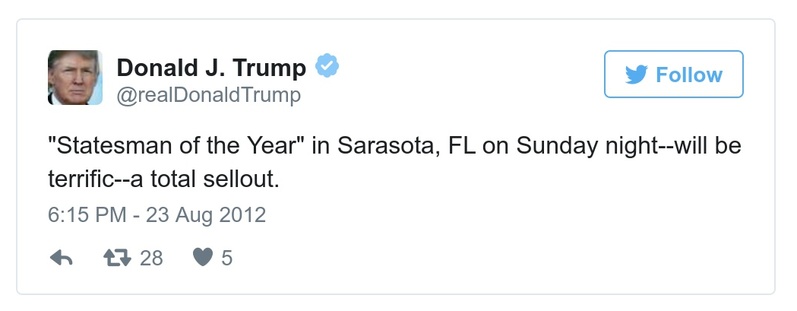 Donald J. Trump
@realDonaldTrump
Follow
"Statesman of the Year" in Sarasota, FL on Sunday night--will be
terrific--a total sellout.
6:15 PM - 23 Aug 2012
28 5